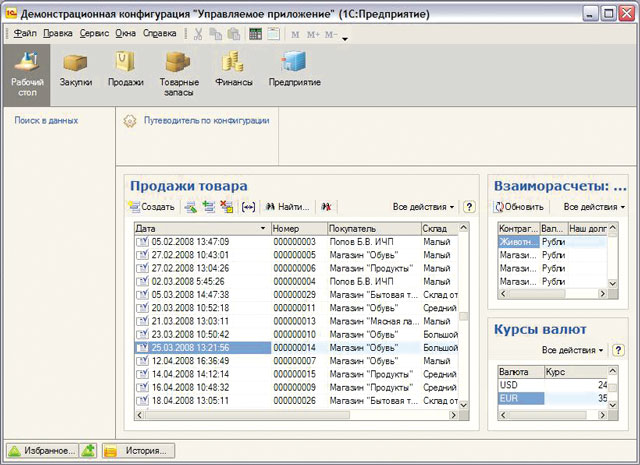 Демонстрационная конфигурация "Управляемое приложение" (1С:Предприятие)
Файл Правка Сервис Окна Справка M M+ M-
Рабочий стол
Закупки
Продажи
Товарные запасы
Финансы
Предприятие
Поиск в данных
Путеводитель по конфигурации
Продажи товара
Создать Найти... Все действия ?
Дата Номер Покупатель Склад
05.02.2008 13:47:09 000000003 Попов Б.В. ИЧП Малый
27.02.2008 10:43:01 000000005 Магазин "Обувь" Малый
27.02.2008 13:04:26 000000006 Магазин "Продукты" Малый
02.03.2008 5:45:26 000000004 Попов Б.В. ИЧП Малый
05.03.2008 14:47:38 000000029 Магазин "Бытовая т... Склад от
20.03.2008 10:52:18 000000011 Магазин "Обувь" Средний
21.03.2008 13:03:11 000000013 Магазин "Мясная ла... Малый
23.03.2008 10:50:42 000000010 Магазин "Обувь" Большой
25.03.2008 13:21:56 000000014 Магазин "Обувь" Большой
12.04.2008 16:36:49 000000007 Магазин "Обувь" Малый
14.04.2008 14:12:14 000000015 Магазин "Продукты" Средний
16.04.2008 10:48:32 000000009 Магазин "Продукты" Средний
18.04.2008 13:05:11 000000026 Магазин "Бытовая т... Склад от
Взаиморасчеты: ...
Обновить Все действия
Контраг... Вал... Наш долг
Животн... Рубли
Магази... Рубли
Магази... Рубли
Магази... Рубли
Курсы валют
Все действия ?
Валюта Курс
USD 24
EUR 35
Избранное... История...